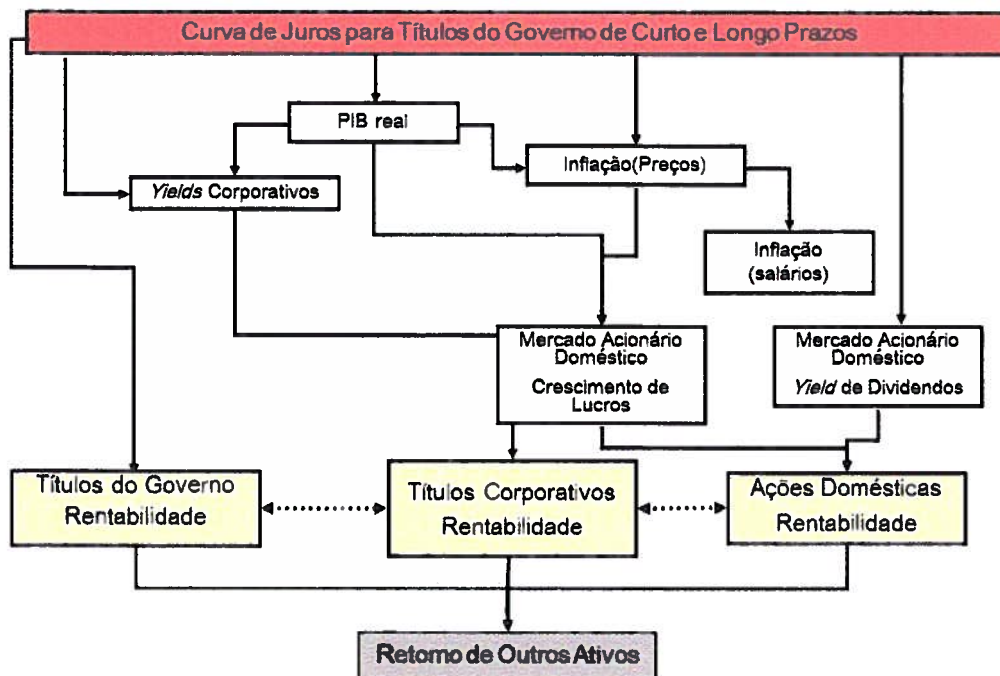 Curva de Juros para Títulos do Governo de Curto e Longo Prazos
PIB real
Inflação(Preços)
Yields Corporativos
Inflação
(salários)
Mercado Acionário
Doméstico
Crescimento de
Lucros
Mercado Acionário
Doméstico
Yield de Dividendos
Títulos do Governo
Rentabilidade
Títulos Corporativos
Rentabilidade
Ações Domésticas
Rentabilidade
Retorno de Outros Ativos